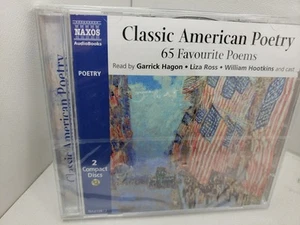 NAXOS
AudioBooks
POETRY
2
Compact
Discs
Classic American Poetry
65 Favourite Poems
Read by Garrick Hagon • Liza Ross • William Hootkins and cast
Classic American Poetry